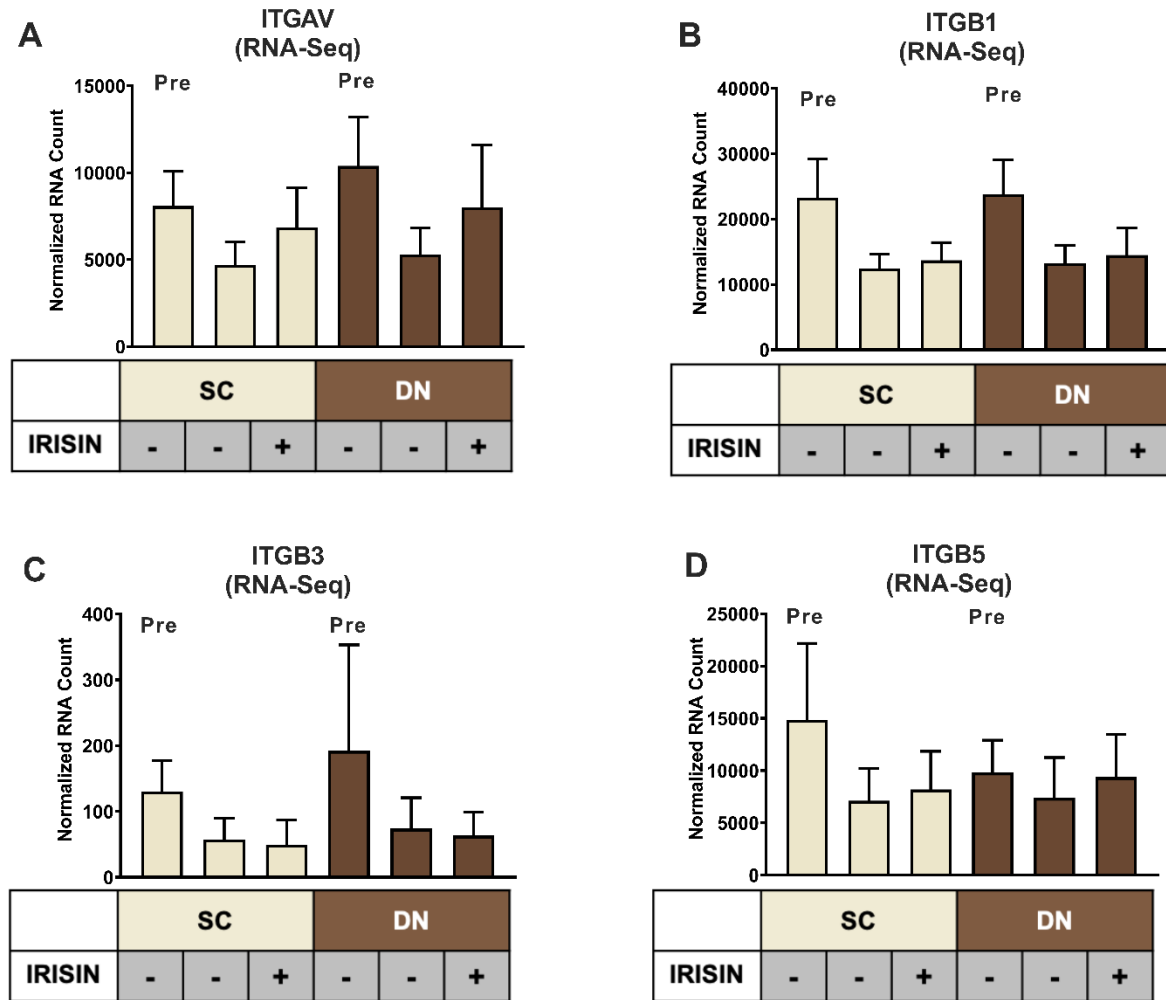 A
ITGAV
(RNA-Seq)
Normalized RNA Count
15000
10000
5000
0
Pre
Pre
SC DN
IRISIN - - + - - +
B
ITGB1
(RNA-Seq)
Normalized RNA Count
40000
30000
20000
10000
0
Pre
Pre
SC DN
IRISIN - - + - - +
C
ITGB3
(RNA-Seq)
Normalized RNA Count
400
300
200
100
0
Pre
Pre
SC DN
IRISIN - - + - - +
D
ITGB5
(RNA-Seq)
Normalized RNA Count
25000
20000
15000
10000
5000
0
Pre
Pre
SC DN
IRISIN - - + - - +